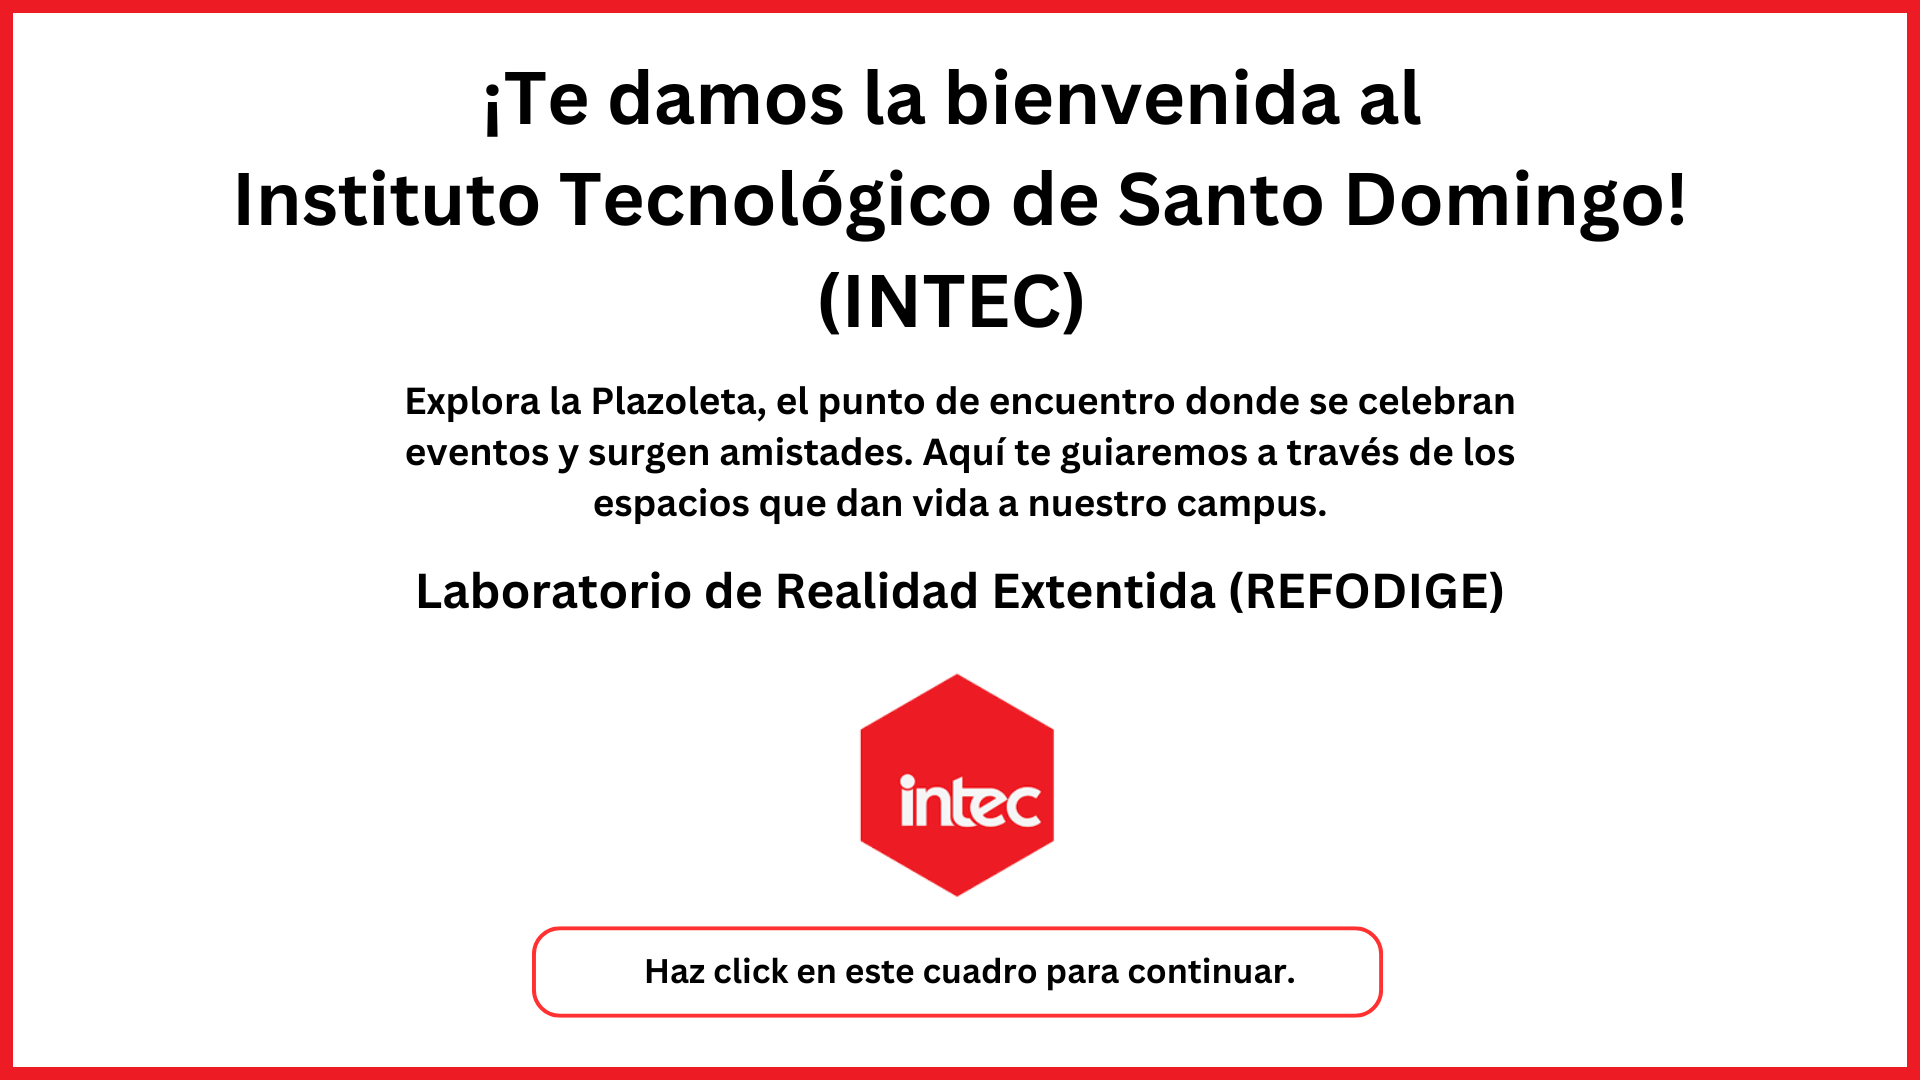 ¡Te damos la bienvenida al
Instituto Tecnológico de Santo Domingo!
(INTEC)
Explora la Plazoleta, el punto de encuentro donde se celebran
eventos y surgen amistades. Aquí te guiaremos a través de los
espacios que dan vida a nuestro campus.
Laboratorio de Realidad Extentida (REFODIGE)
intec
Haz click en este cuadro para continuar.